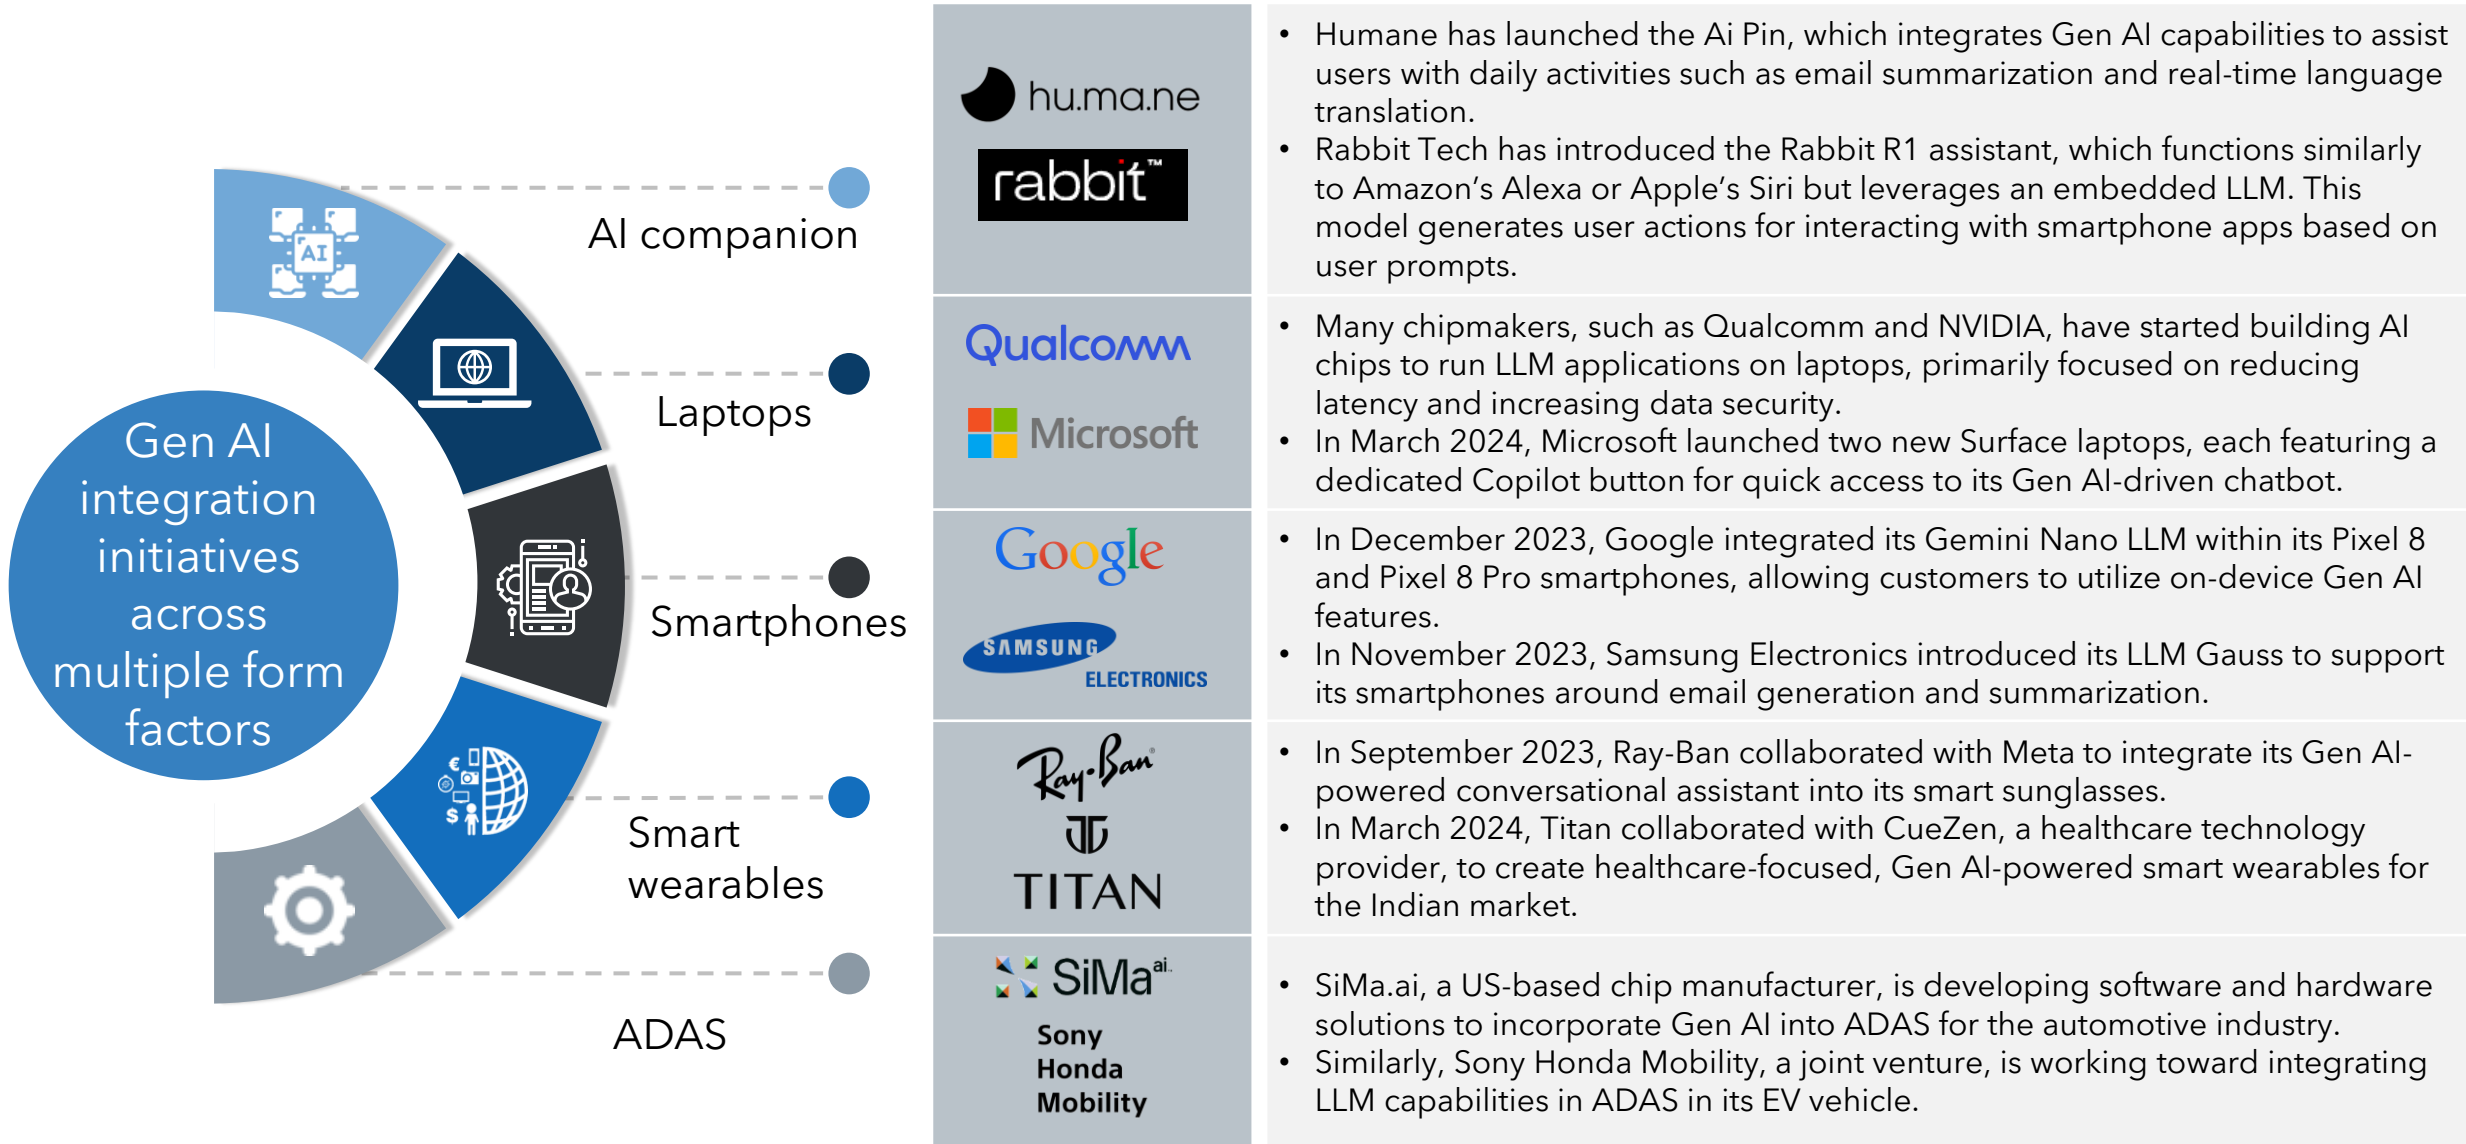 Gen AI
integration
initiatives
across
multiple form
factors
AI
AI companion
Laptops
Smartphones
€
$
Smart
wearables
ADAS
hu.ma.ne
rabbit™
• Humane has launched the Ai Pin, which integrates Gen AI capabilities to assist
users with daily activities such as email summarization and real-time language
translation.
• Rabbit Tech has introduced the Rabbit R1 assistant, which functions similarly
to Amazon’s Alexa or Apple’s Siri but leverages an embedded LLM. This
model generates user actions for interacting with smartphone apps based on
user prompts.
Qualcomm
Microsoft
• Many chipmakers, such as Qualcomm and NVIDIA, have started building AI
chips to run LLM applications on laptops, primarily focused on reducing
latency and increasing data security.
• In March 2024, Microsoft launched two new Surface laptops, each featuring a
dedicated Copilot button for quick access to its Gen AI-driven chatbot.
Google
SAMSUNG
ELECTRONICS
• In December 2023, Google integrated its Gemini Nano LLM within its Pixel 8
and Pixel 8 Pro smartphones, allowing customers to utilize on-device Gen AI
features.
• In November 2023, Samsung Electronics introduced its LLM Gauss to support
its smartphones around email generation and summarization.
Ray-Ban®
TITAN
• In September 2023, Ray-Ban collaborated with Meta to integrate its Gen AI-
powered conversational assistant into its smart sunglasses.
• In March 2024, Titan collaborated with CueZen, a healthcare technology
provider, to create healthcare-focused, Gen AI-powered smart wearables for
the Indian market.
SiMa ai
Sony
Honda
Mobility
• SiMa.ai, a US-based chip manufacturer, is developing software and hardware
solutions to incorporate Gen AI into ADAS for the automotive industry.
• Similarly, Sony Honda Mobility, a joint venture, is working toward integrating
LLM capabilities in ADAS in its EV vehicle.